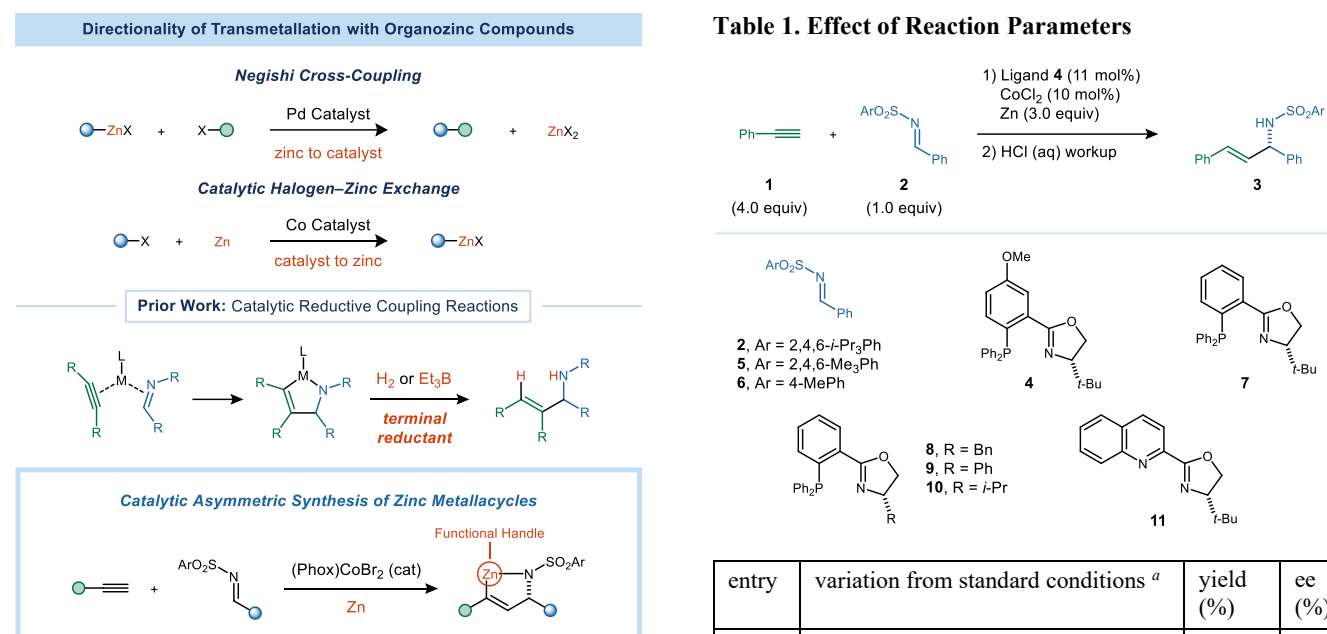 Directionality of Transmetallation with Organozinc Compounds
Negishi Cross-Coupling
ZnX + X Pd Catalyst + ZnX2
zinc to catalyst
Catalytic Halogen–Zinc Exchange
X + Zn Co Catalyst ZnX
catalyst to zinc
Prior Work: Catalytic Reductive Coupling Reactions
L
R M N R
R R
L
R M N R
R R
H2 or Et3B
terminal
reductant
H HN R
R R
R
Catalytic Asymmetric Synthesis of Zinc Metallacycles
Functional Handle
+ ArO2S N
(Phox)CoBr2 (cat)
Zn
Zn N SO2Ar
Table 1. Effect of Reaction Parameters
1) Ligand 4 (11 mol%)
CoCl2 (10 mol%)
Zn (3.0 equiv)
2) HCl (aq) workup
Ph + ArO2S N Ph
HN SO2Ar
Ph Ph
1 2 3
(4.0 equiv) (1.0 equiv)
ArO2S N
Ph
2, Ar = 2,4,6-i-Pr3Ph
5, Ar = 2,4,6-Me3Ph
6, Ar = 4-MePh
OMe
O
Ph2P N
t-Bu
4
O
Ph2P N
t-Bu
7
O
Ph2P N
R
8, R = Bn
9, R = Ph
10, R = i-Pr
O
N N
t-Bu
11
entry variation from standard conditions a yield (%) ee (%)